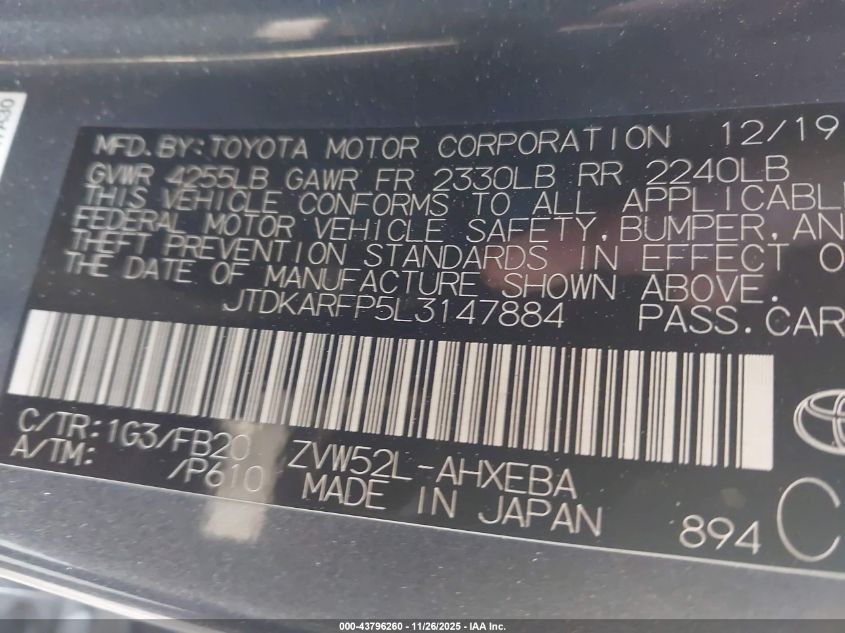 MFD. BY: TOYOTA MOTOR CORPORATION 12/19
GVWR 4255LB GAWR FR 2330LB RR 2240LB
THIS VEHICLE CONFORMS TO ALL APPLICABL
FEDERAL MOTOR VEHICLE SAFETY, BUMPER, AN
THEFT PREVENTION STANDARDS IN EFFECT O
THE DATE OF MANUFACTURE SHOWN ABOVE.
JTDKARFP5L3147884 PASS. CAR
C/TR: 1G3/FB20 ZVW52L-AHXEBA
A/TM: /P610 MADE IN JAPAN
894 C
000-43796260 - 11/26/2025 - IAA Inc.